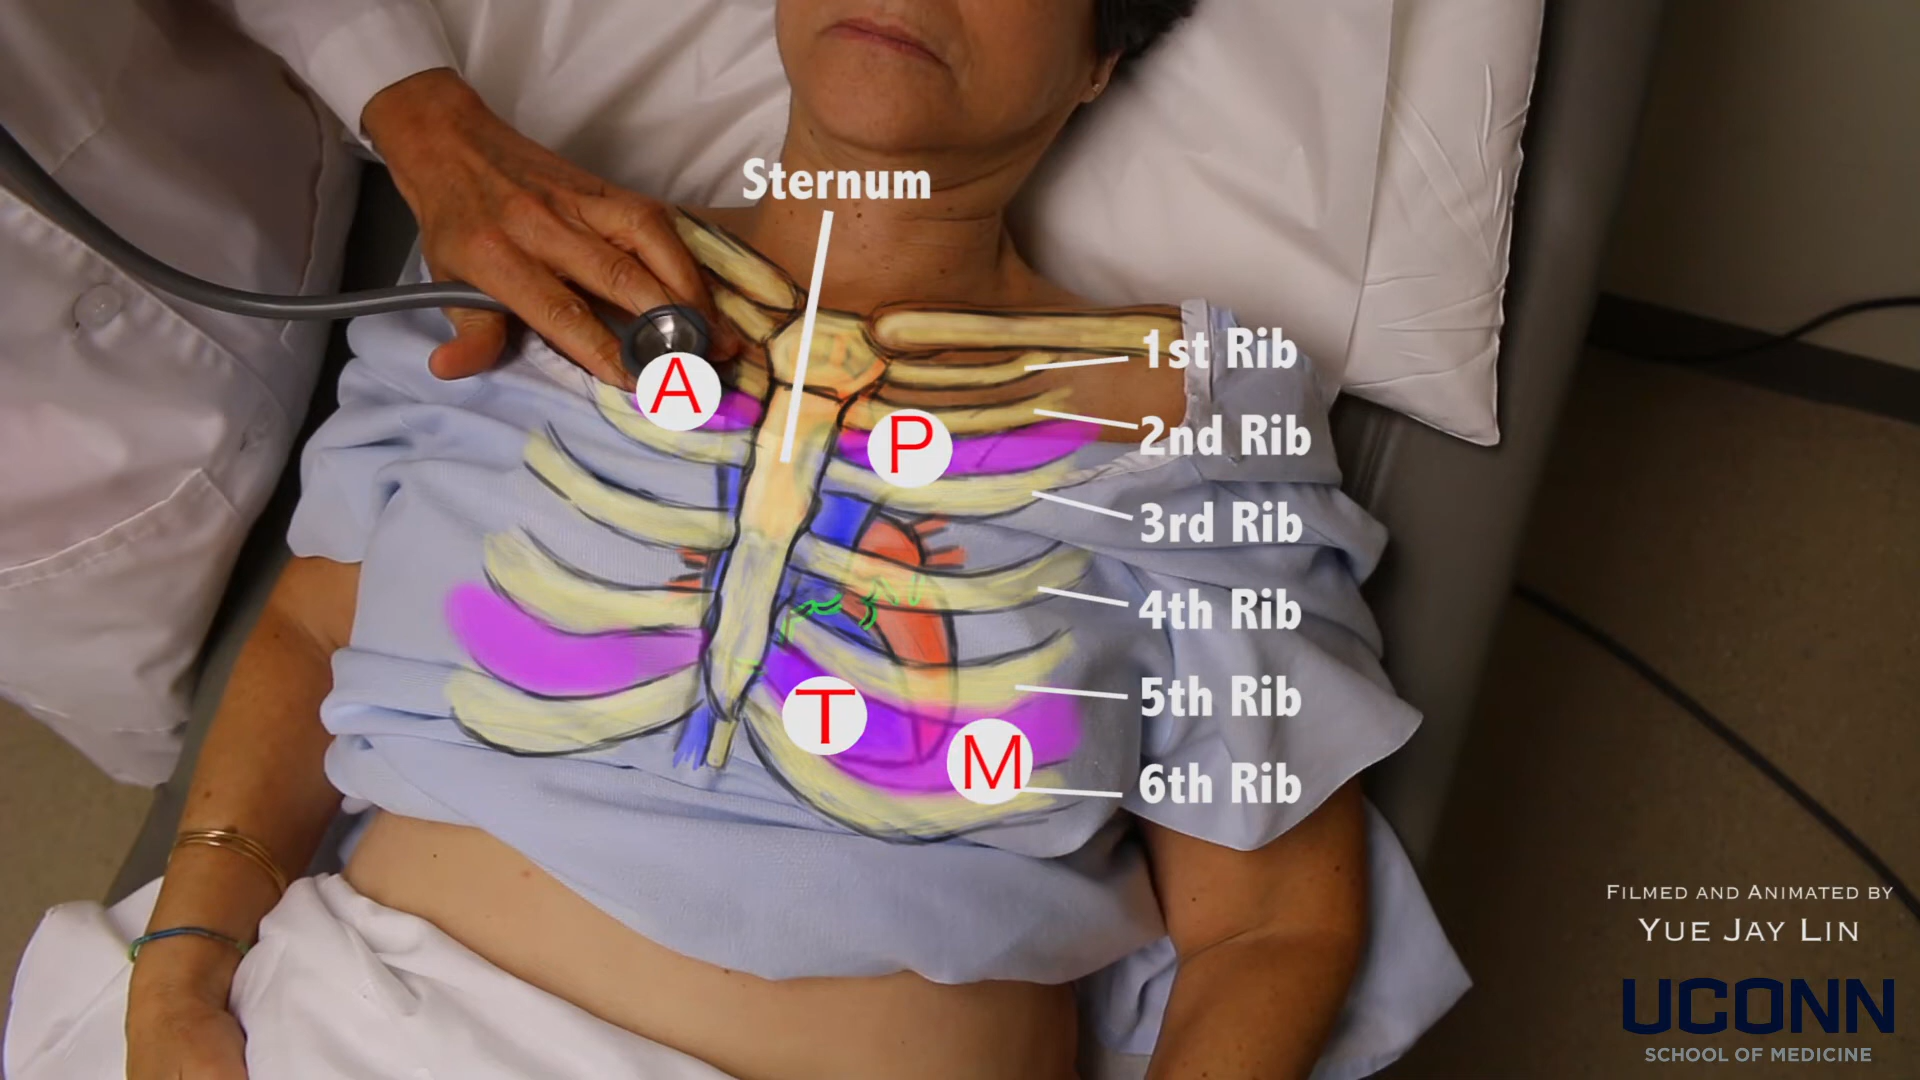 Sternum
1st Rib
A
2nd Rib
P
3rd Rib
4th Rib
5th Rib
T
M
6th Rib
FILMED AND ANIMATED BY
YUE JAY LIN
UCONN
SCHOOL OF MEDICINE